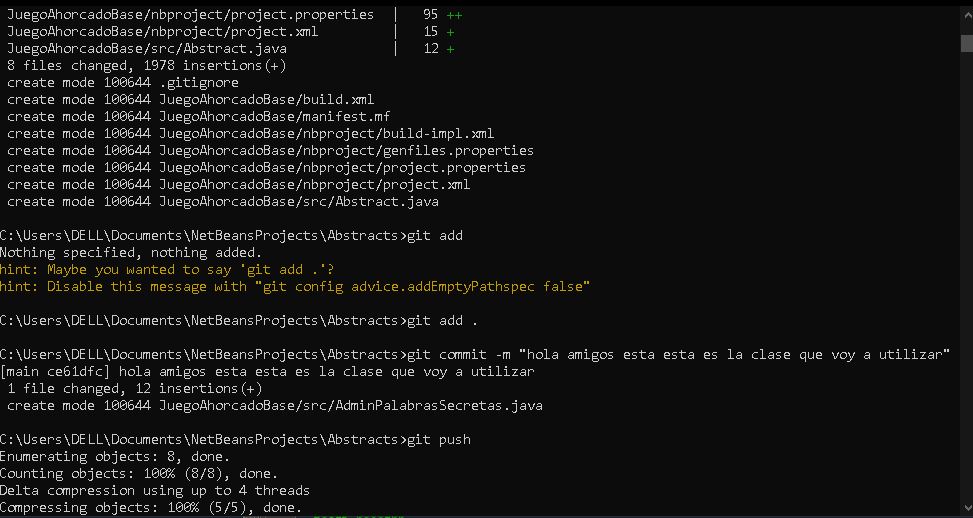 JuegoAhorcadoBase/nbproject/project.properties | 95 ++
JuegoAhorcadoBase/nbproject/project.xml | 15 +
JuegoAhorcadoBase/src/Abstract.java | 12 +
8 files changed, 1978 insertions(+)
create mode 100644 .gitignore
create mode 100644 JuegoAhorcadoBase/build.xml
create mode 100644 JuegoAhorcadoBase/manifest.mf
create mode 100644 JuegoAhorcadoBase/nbproject/build-impl.xml
create mode 100644 JuegoAhorcadoBase/nbproject/genfiles.properties
create mode 100644 JuegoAhorcadoBase/nbproject/project.properties
create mode 100644 JuegoAhorcadoBase/nbproject/project.xml
create mode 100644 JuegoAhorcadoBase/src/Abstract.java
C:\Users\DELL\Documents\NetBeansProjects\Abstracts>git add
Nothing specified, nothing added.
hint: Maybe you wanted to say 'git add .'?
hint: Disable this message with "git config advice.addEmptyPathspec false"
C:\Users\DELL\Documents\NetBeansProjects\Abstracts>git add .
C:\Users\DELL\Documents\NetBeansProjects\Abstracts>git commit -m "hola amigos esta esta es la clase que voy a utilizar"
[main ce61dfc] hola amigos esta esta es la clase que voy a utilizar
1 file changed, 12 insertions(+)
create mode 100644 JuegoAhorcadoBase/src/AdminPalabrasSecretas.java
C:\Users\DELL\Documents\NetBeansProjects\Abstracts>git push
Enumerating objects: 8, done.
Counting objects: 100% (8/8), done.
Delta compression using up to 4 threads
Compressing objects: 100% (5/5), done.